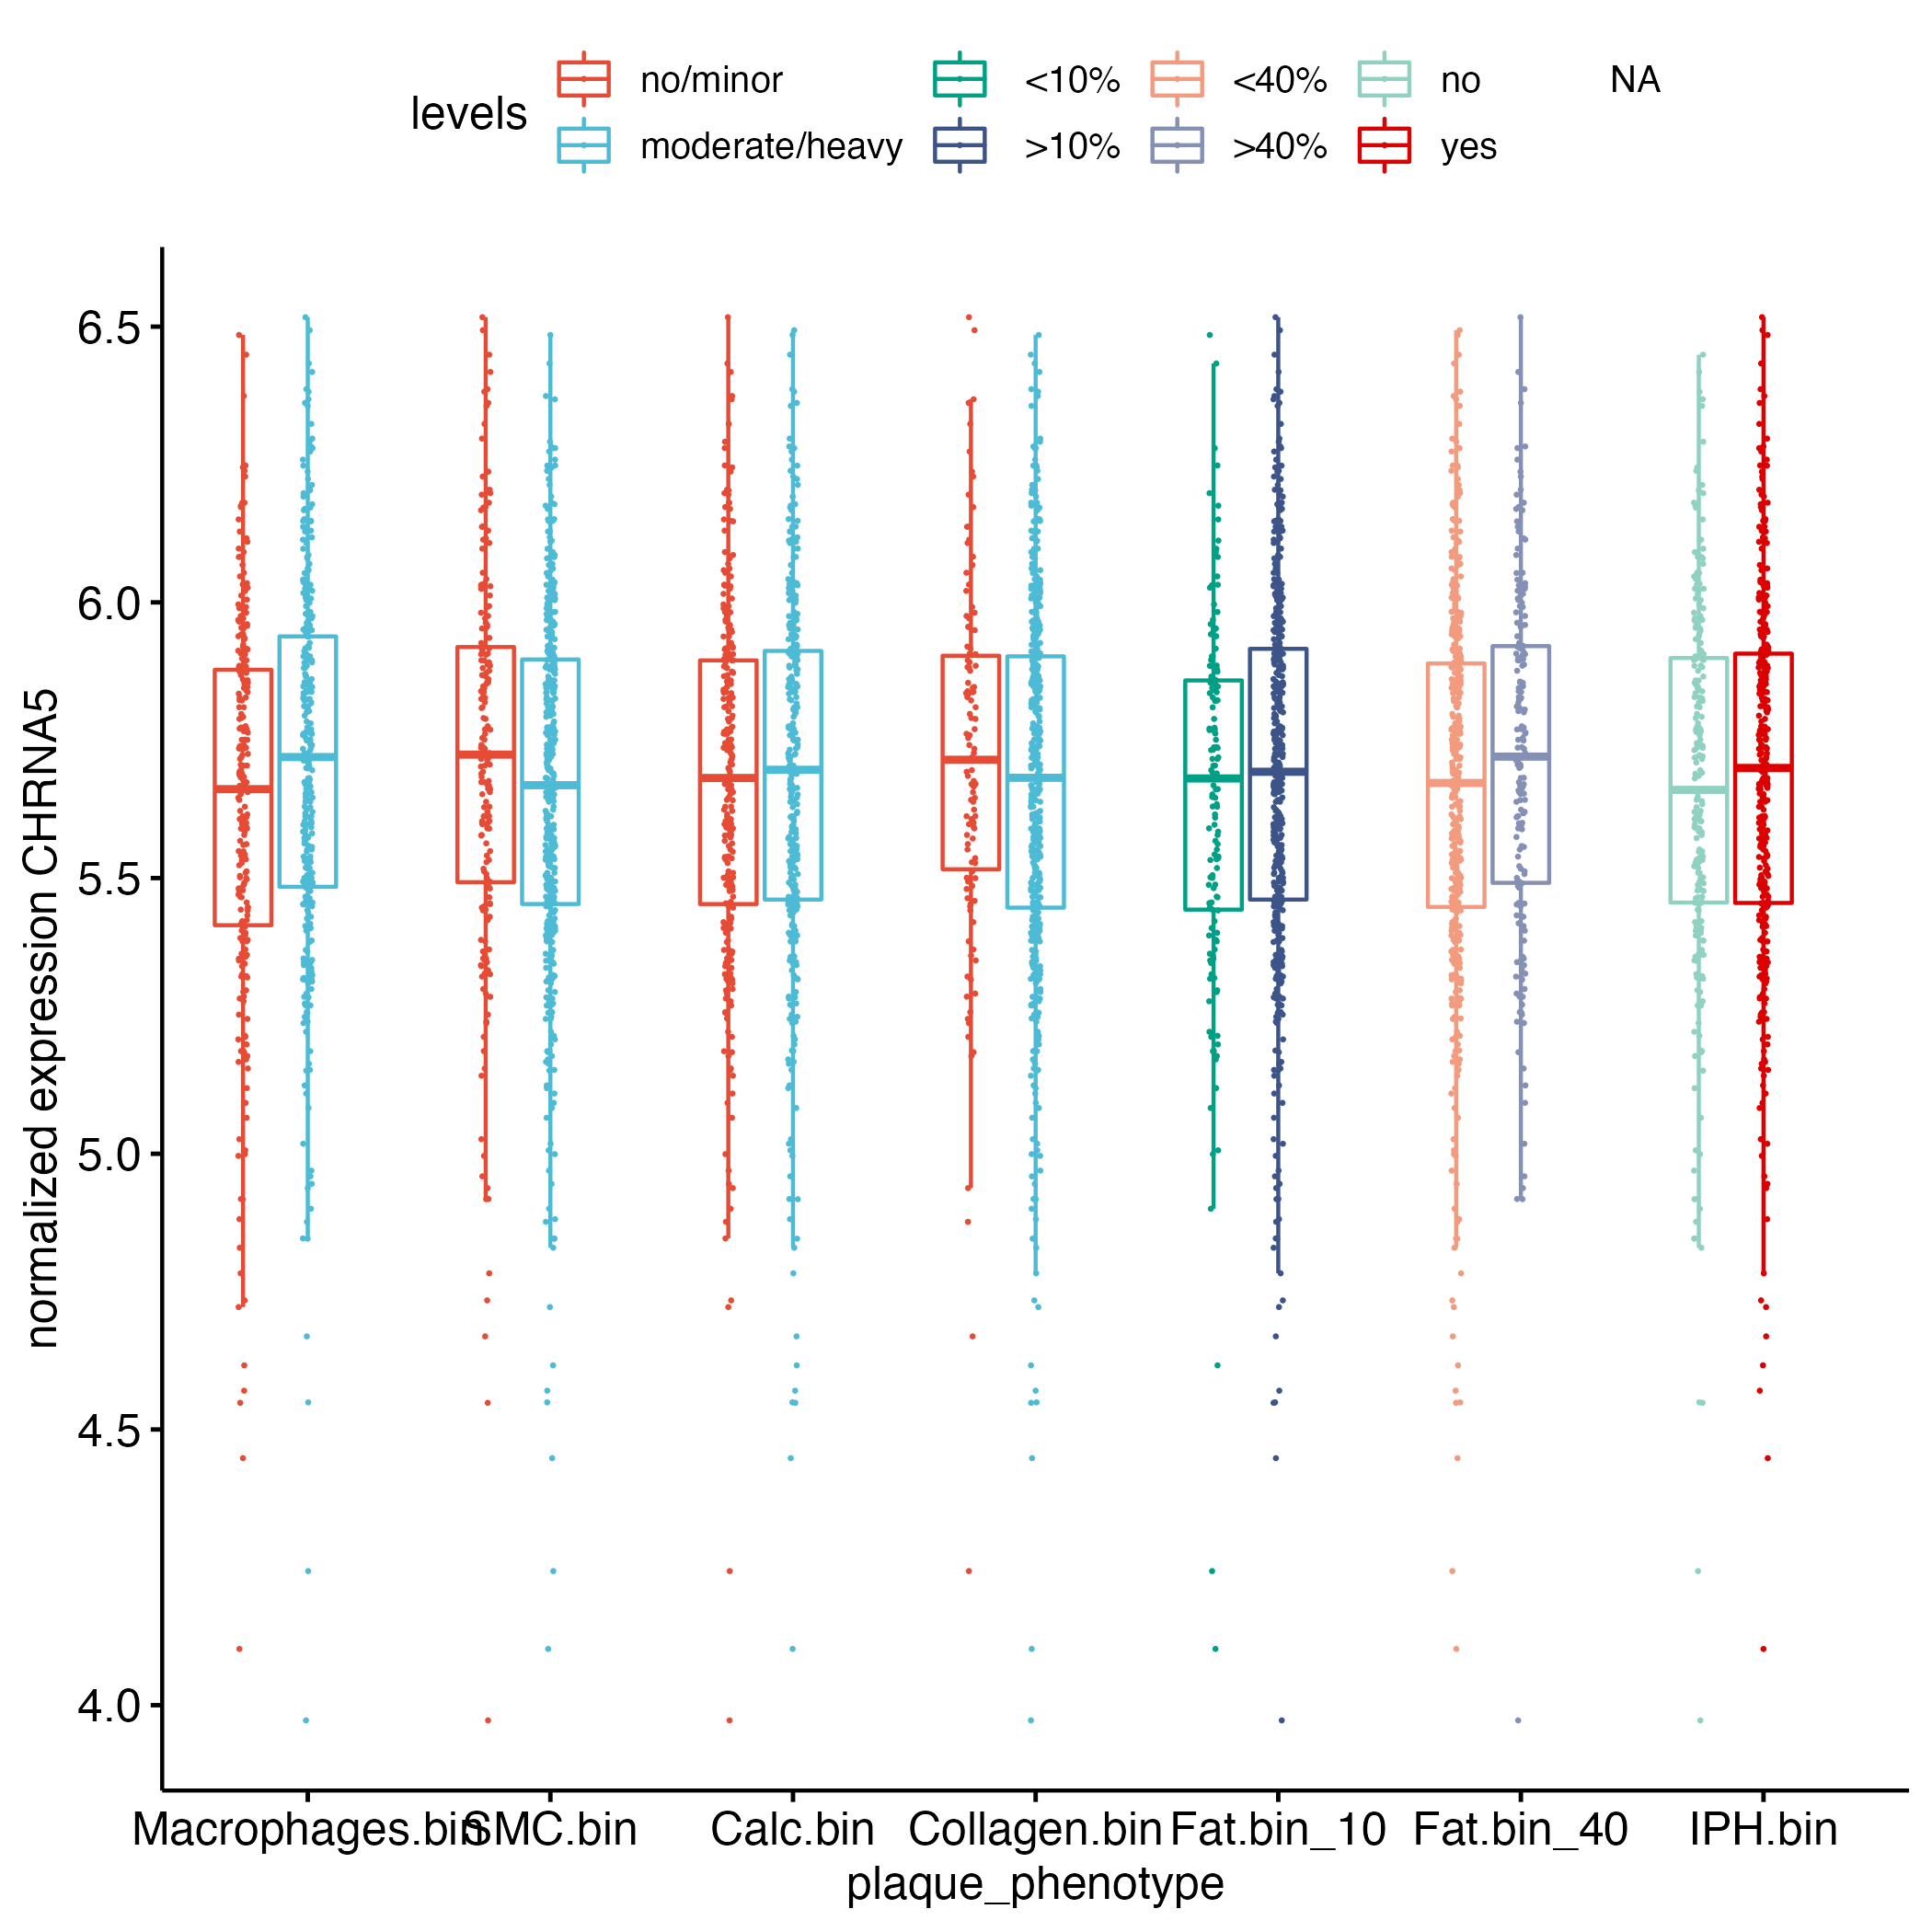 levels
no/minor <10% <40% no NA
moderate/heavy >10% >40% yes
normalized expression CHRNA5
6.5
6.0
5.5
5.0
4.5
4.0
Macrophages.bin SMC.bin Calc.bin Collagen.bin Fat.bin_10 Fat.bin_40 IPH.bin
plaque_phenotype